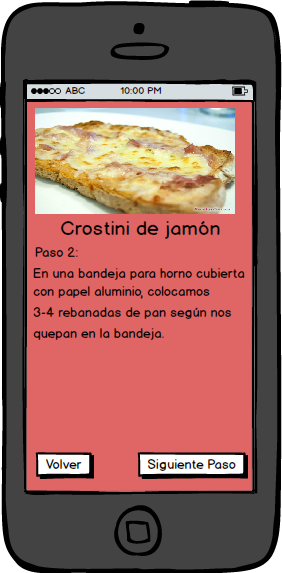 ABC 10:00 PM
Crostini de jamón
Paso 2:
En una bandeja para horno cubierta
con papel aluminio, colocamos
3-4 rebanadas de pan según nos
quepan en la bandeja.
Volver Siguiente Paso